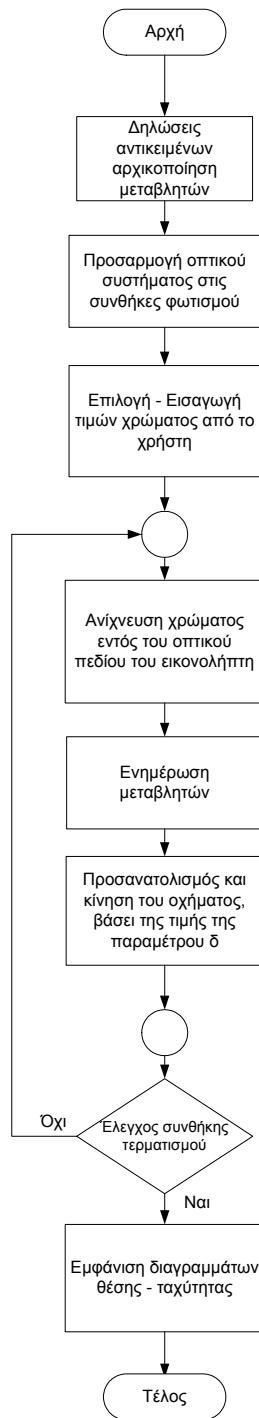 Αρχή
Δηλώσεις
αντικειμένων
αρχικοποίηση
μεταβλητών
Προσαρμογή οπτικού
συστήματος στις
συνθήκες φωτισμού
Επιλογή - Εισαγωγή
τιμών χρώματος από το
χρήστη
Ανίχνευση χρώματος
εντός του οπτικού
πεδίου του εικονολήπτη
Ενημέρωση
μεταβλητών
Προσανατολισμός και
κίνηση του οχήματος,
βάσει της τιμής της
παραμέτρου δ
Όχι
Έλεγχος συνθήκης
τερματισμού
Ναι
Εμφάνιση διαγραμμάτων
θέσης - ταχύτητας
Τέλος